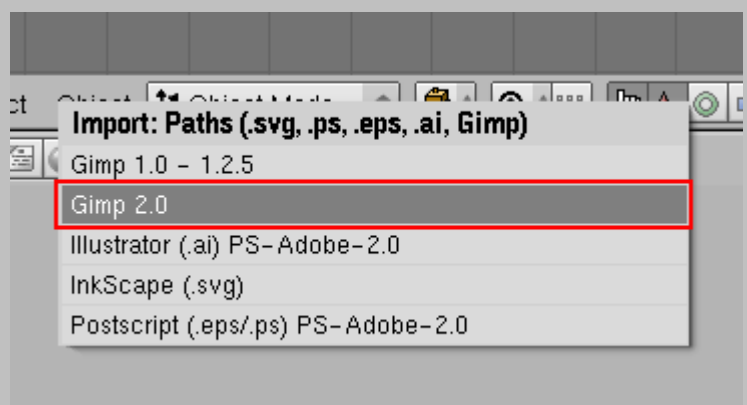 Import: Paths (.svg, .ps, .eps, .ai, Gimp)
Gimp 1.0 – 1.2.5
Gimp 2.0
Illustrator (.ai) PS-Adobe-2.0
InkScape (.svg)
Postscript (.eps/.ps) PS-Adobe-2.0